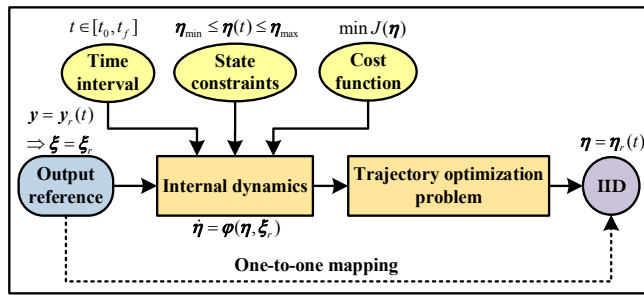 t ∈ [t₀, t_f]
η_min ≤ η(t) ≤ η_max
min J(η)
Time
interval
State
constraints
Cost
function
y = y_r(t)
⇒ ξ = ξ_r
Output
reference
Internal dynamics
η̇ = φ(η, ξ_r)
Trajectory optimization
problem
η = η_r(t)
IID
One-to-one mapping